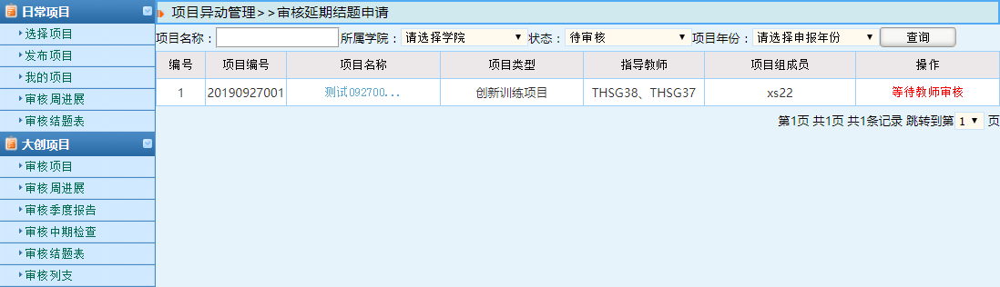 日常项目
选择项目
发布项目
我的项目
审核周进展
审核结题表
大创项目
审核项目
审核周进展
审核季度报告
审核中期检查
审核结题表
审核列支
项目异动管理>>审核延期结题申请
项目名称： 所属学院： 请选择学院 状态： 待审核 项目年份： 请选择申报年份 查询
编号 项目编号 项目名称 项目类型 指导教师 项目组成员 操作
1 20190927001 测试092700... 创新训练项目 THSG38、THSG37 xs22 等待教师审核
第1页 共1页 共1条记录 跳转到第 1 页